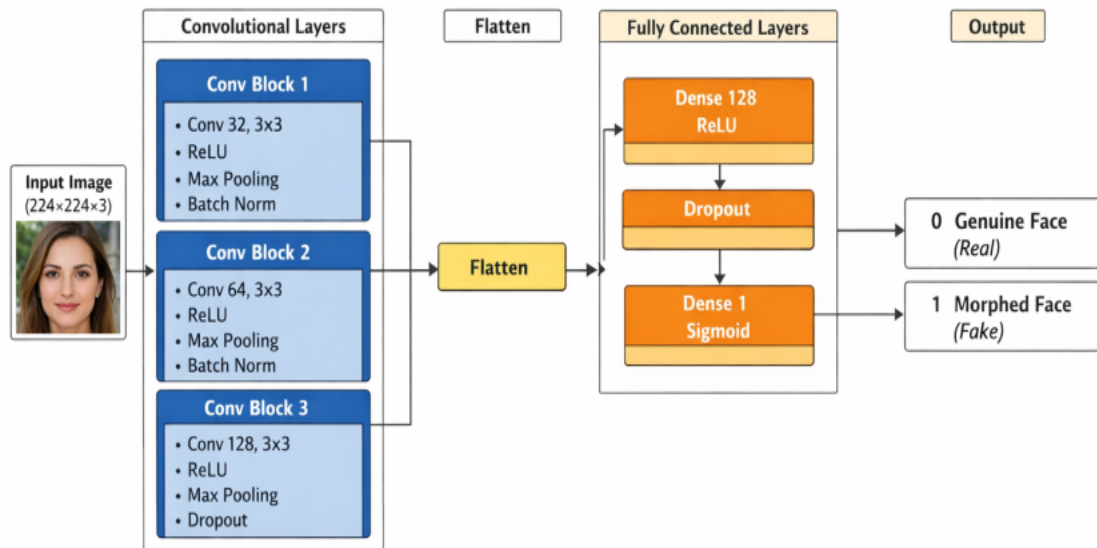 Convolutional Layers
Flatten
Fully Connected Layers
Output
Input Image
(224×224×3)
Conv Block 1
• Conv 32, 3x3
• ReLU
• Max Pooling
• Batch Norm
Conv Block 2
• Conv 64, 3x3
• ReLU
• Max Pooling
• Batch Norm
Conv Block 3
• Conv 128, 3x3
• ReLU
• Max Pooling
• Dropout
Flatten
Dense 128
ReLU
Dropout
Dense 1
Sigmoid
0 Genuine Face
(Real)
1 Morphed Face
(Fake)